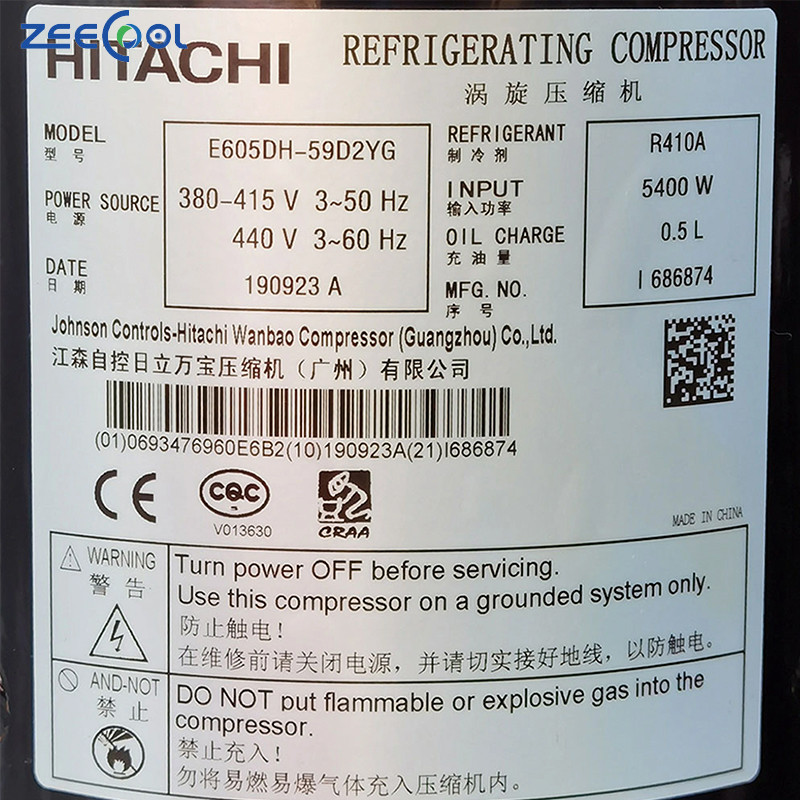 ZEECOOL
HITACHI
REFRIGERATING COMPRESSOR
涡旋压缩机
MODEL
型号
E605DH-59D2YG
POWER SOURCE
电源
380-415 V 3~50 Hz
440 V 3~60 Hz
DATE
日期
190923 A
REFRIGERANT
制冷剂
R410A
INPUT
输入功率
5400 W
OIL CHARGE
充油量
0.5 L
MFG. NO.
序号
I 686874
Johnson Controls-Hitachi Wanbao Compressor (Guangzhou) Co.,Ltd.
江森自控日立万宝压缩机（广州）有限公司
(01)0693476960E6B2(10)190923A(21)I686874
CE
CQC
V013630
CRAA
MADE IN CHINA
WARNING
警告
Turn power OFF before servicing.
Use this compressor on a grounded system only.
防止触电！
在维修前请关闭电源，并请切实接好地线，以防触电。
AND-NOT
禁止
DO NOT put flammable or explosive gas into the
compressor.
禁止充入！
勿将易燃易爆气体充入压缩机内。